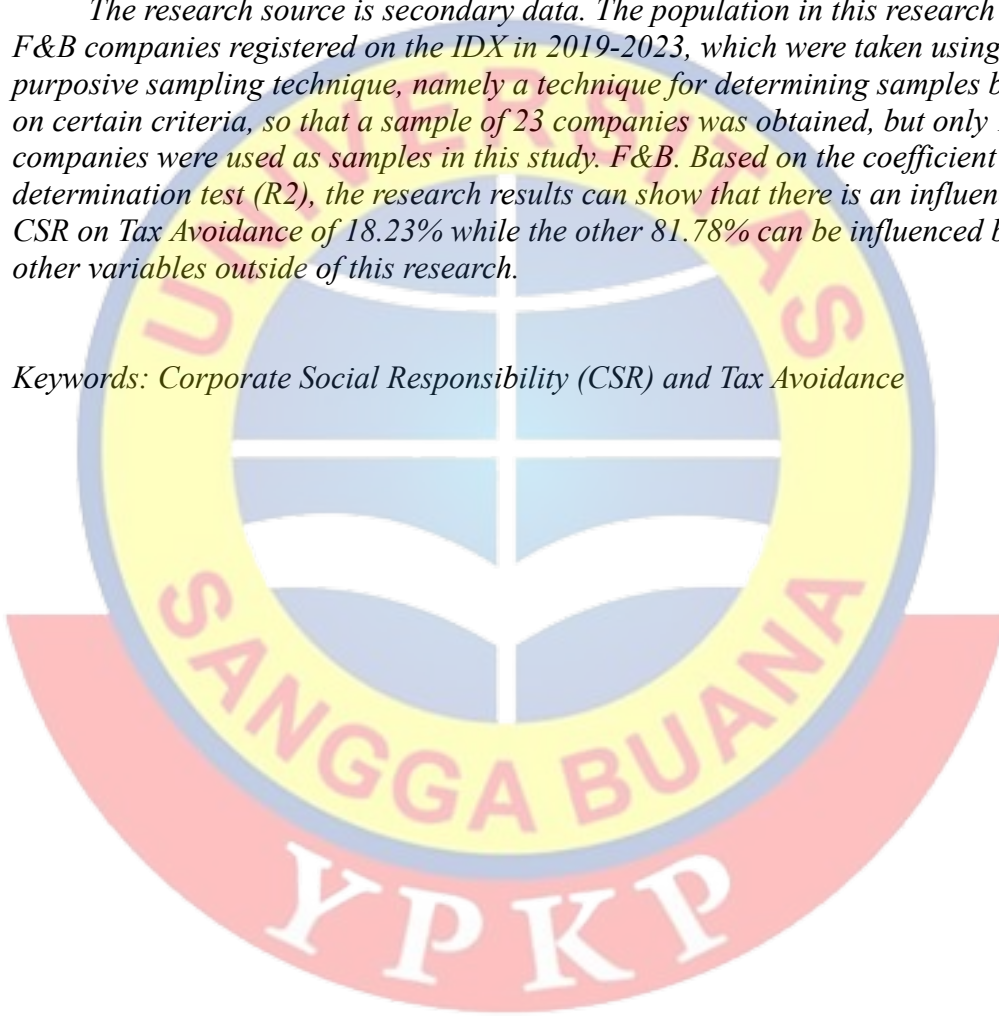 The research source is secondary data. The population in this research
F&B companies registered on the IDX in 2019-2023, which were taken using
purposive sampling technique, namely a technique for determining samples
on certain criteria, so that a sample of 23 companies was obtained, but only
companies were used as samples in this study. F&B. Based on the coefficient
determination test (R2), the research results can show that there is an
CSR on Tax Avoidance of 18.23% while the other 81.78% can be influenced
other variables outside of this research.
Keywords: Corporate Social Responsibility (CSR) and Tax Avoidance
UNIVERSITAS
SANGGA BUANA
YPKP